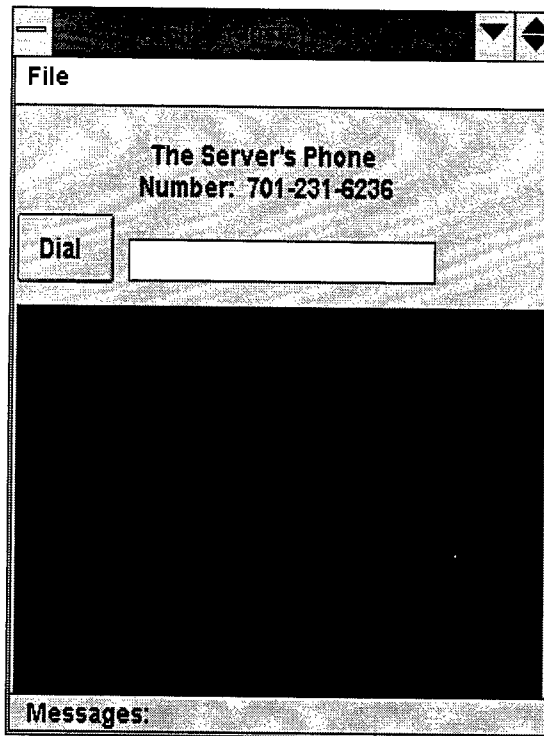 File
The Server's Phone
Number: 701-231-6236
Dial
Messages: